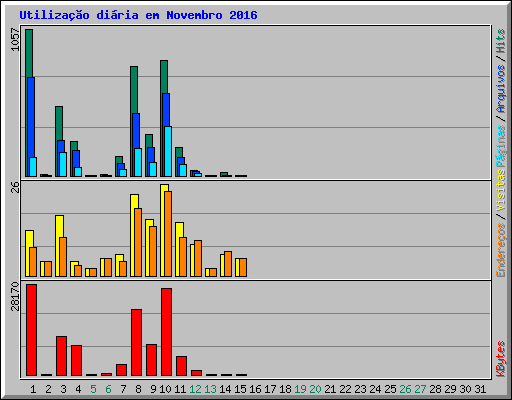 Utilização diária em Novembro 2016
1057
26
28170
Endereços / Visitas Páginas / Arquivos / Hits
KBytes
1 2 3 4 5 6 7 8 9 10 11 12 13 14 15 16 17 18 19 20 21 22 23 24 25 26 27 28 29 30 31